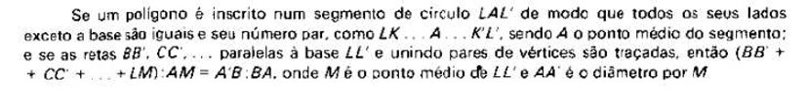 Se um polígono é inscrito num segmento de círculo LAL' de modo que todos os seus lados
exceto a base são iguais e seu número par, como LK . . . A . . . K'L', sendo A o ponto médio do segmento;
e se as retas BB', CC', . . . paralelas à base LL' e unindo pares de vértices são traçadas, então (BB' +
+ CC' + . . . + LM) : AM = A'B : BA, onde M é o ponto médio de LL' e AA' é o diâmetro por M